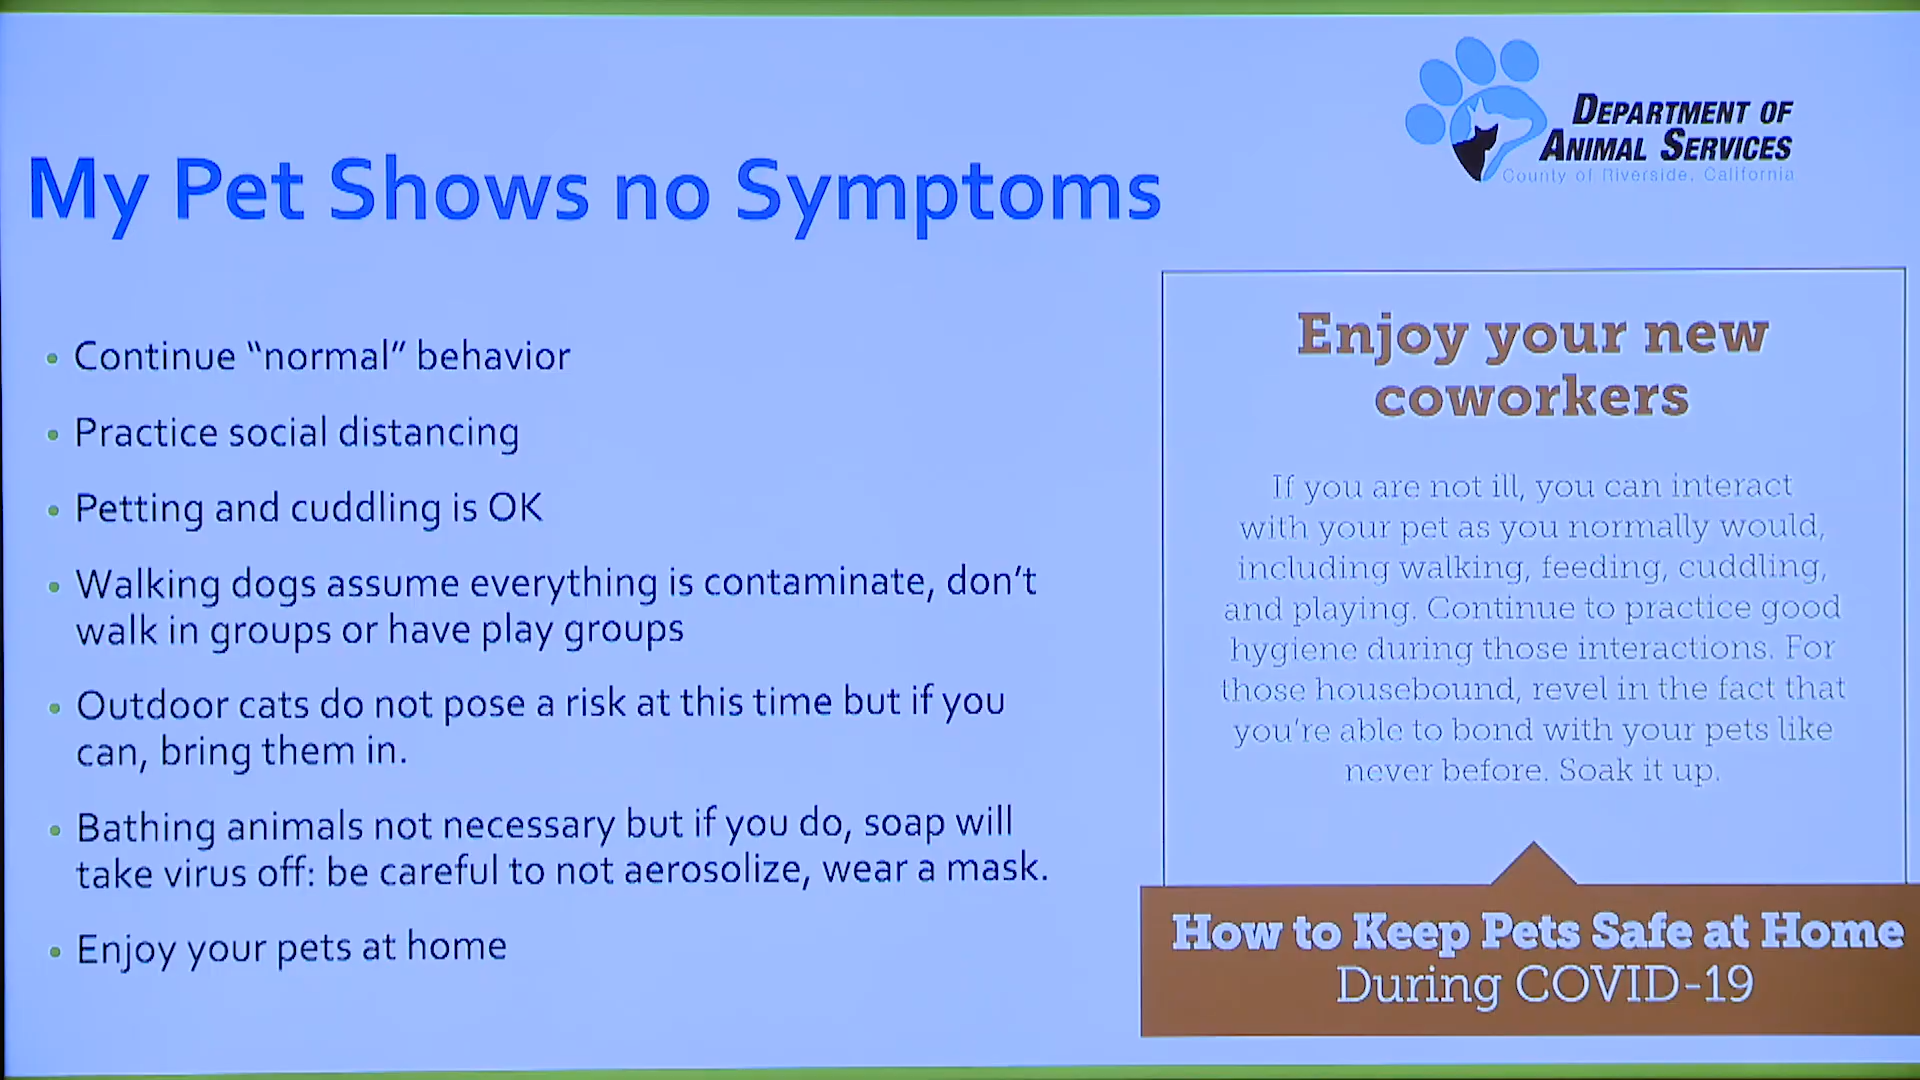 DEPARTMENT OF
ANIMAL SERVICES
County of Riverside, California
My Pet Shows no Symptoms
• Continue “normal” behavior
• Practice social distancing
• Petting and cuddling is OK
• Walking dogs assume everything is contaminate, don’t
walk in groups or have play groups
• Outdoor cats do not pose a risk at this time but if you
can, bring them in.
• Bathing animals not necessary but if you do, soap will
take virus off: be careful to not aerosolize, wear a mask.
• Enjoy your pets at home
Enjoy your new
coworkers
If you are not ill, you can interact
with your pet as you normally would,
including walking, feeding, cuddling,
and playing. Continue to practice good
hygiene during those interactions. For
those housebound, revel in the fact that
you’re able to bond with your pets like
never before. Soak it up.
How to Keep Pets Safe at Home
During COVID-19